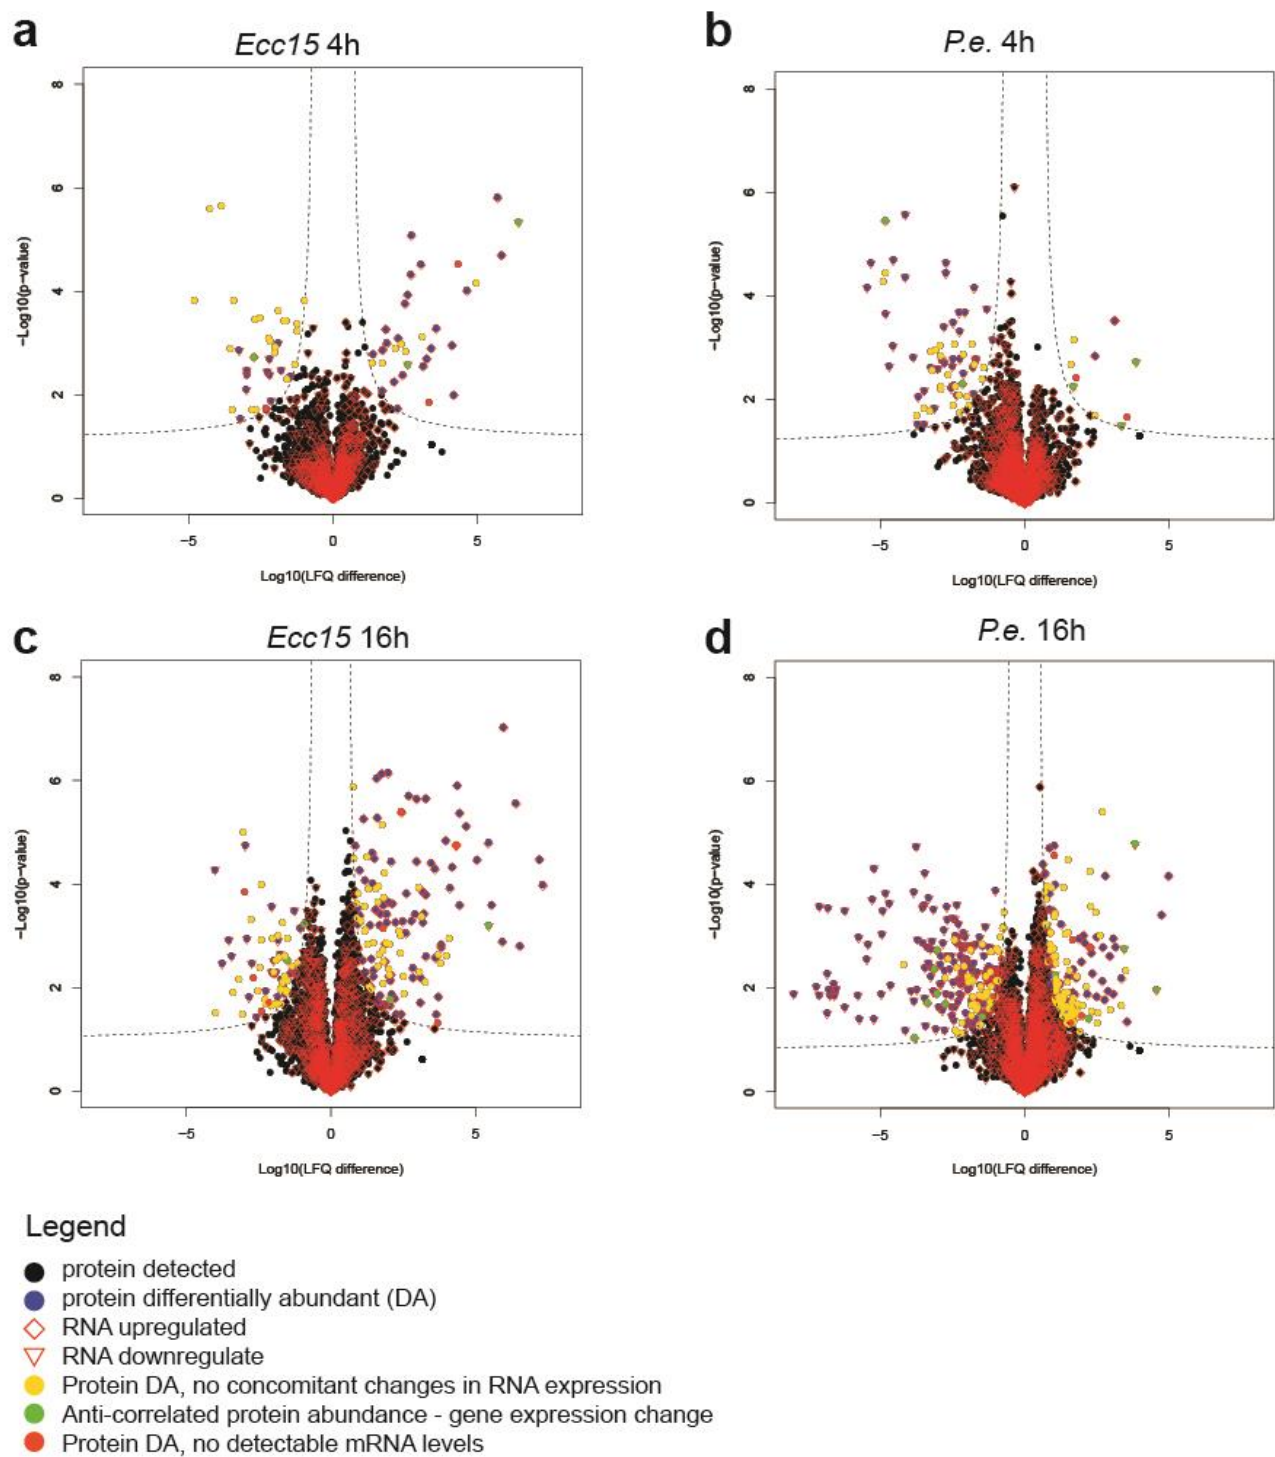 a
Ecc15 4h
8
6
4
2
0
−Log10(p−value)
−5 0 5
Log10(LFQ difference)
b
P.e. 4h
8
6
4
2
0
−Log10(p−value)
−5 0 5
Log10(LFQ difference)
c
Ecc15 16h
8
6
4
2
0
−Log10(p−value)
−5 0 5
Log10(LFQ difference)
d
P.e. 16h
8
6
4
2
0
−Log10(p−value)
−5 0 5
Log10(LFQ difference)
Legend
protein detected
protein differentially abundant (DA)
RNA upregulated
RNA downregulate
Protein DA, no concomitant changes in RNA expression
Anti-correlated protein abundance - gene expression change
Protein DA, no detectable mRNA levels